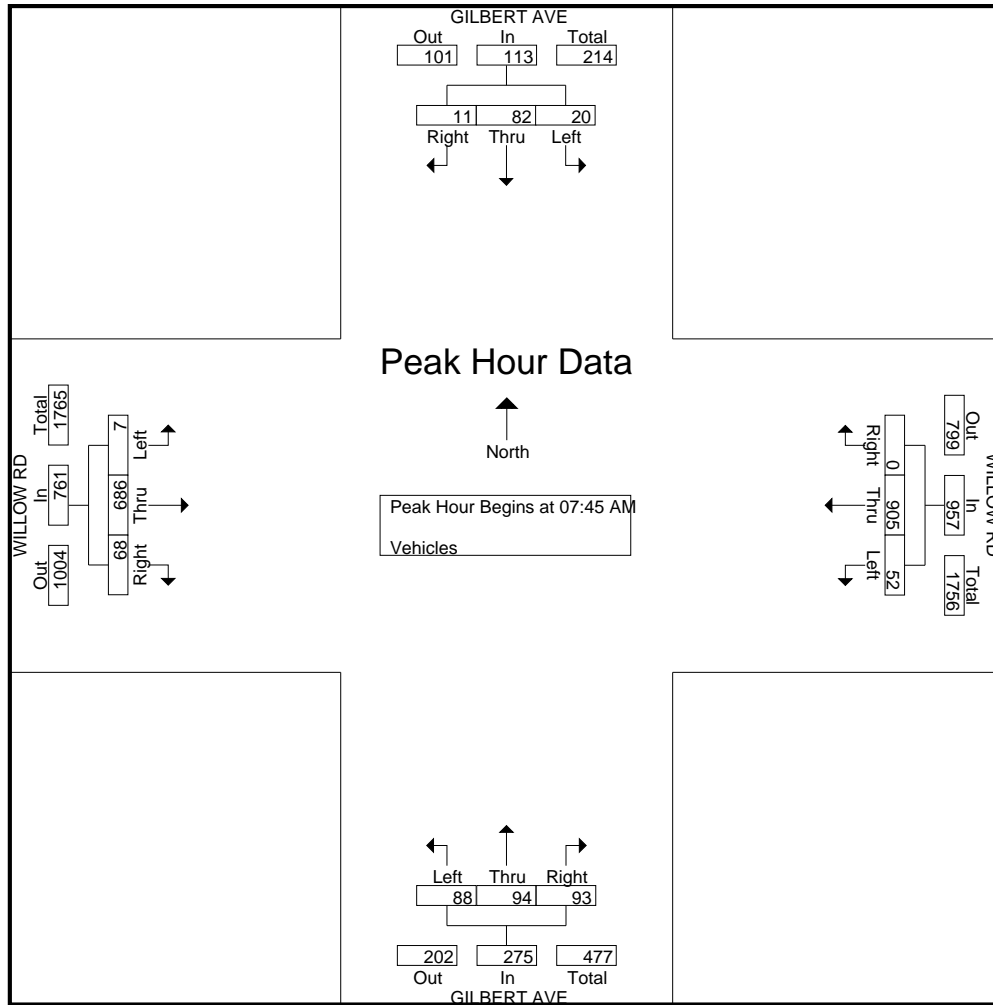 GILBERT AVE
Out In Total
101 113 214
11 82 20
Right Thru Left
Peak Hour Data
North
Peak Hour Begins at 07:45 AM
Vehicles
WILLOW RD
Total In Out
1765 761 1004
7 686 68
Left Thru Right
WILLOW RD
Out In Total
799 957 1756
0 905 52
Right Thru Left
Left Thru Right
88 94 93
202 275 477
Out In Total
GILBERT AVE